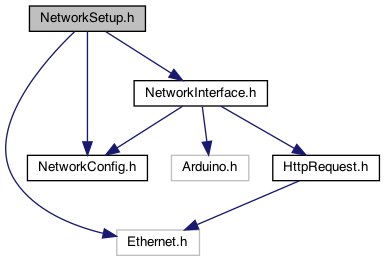 NetworkSetup.h
NetworkInterface.h
NetworkConfig.h
Arduino.h
HttpRequest.h
Ethernet.h